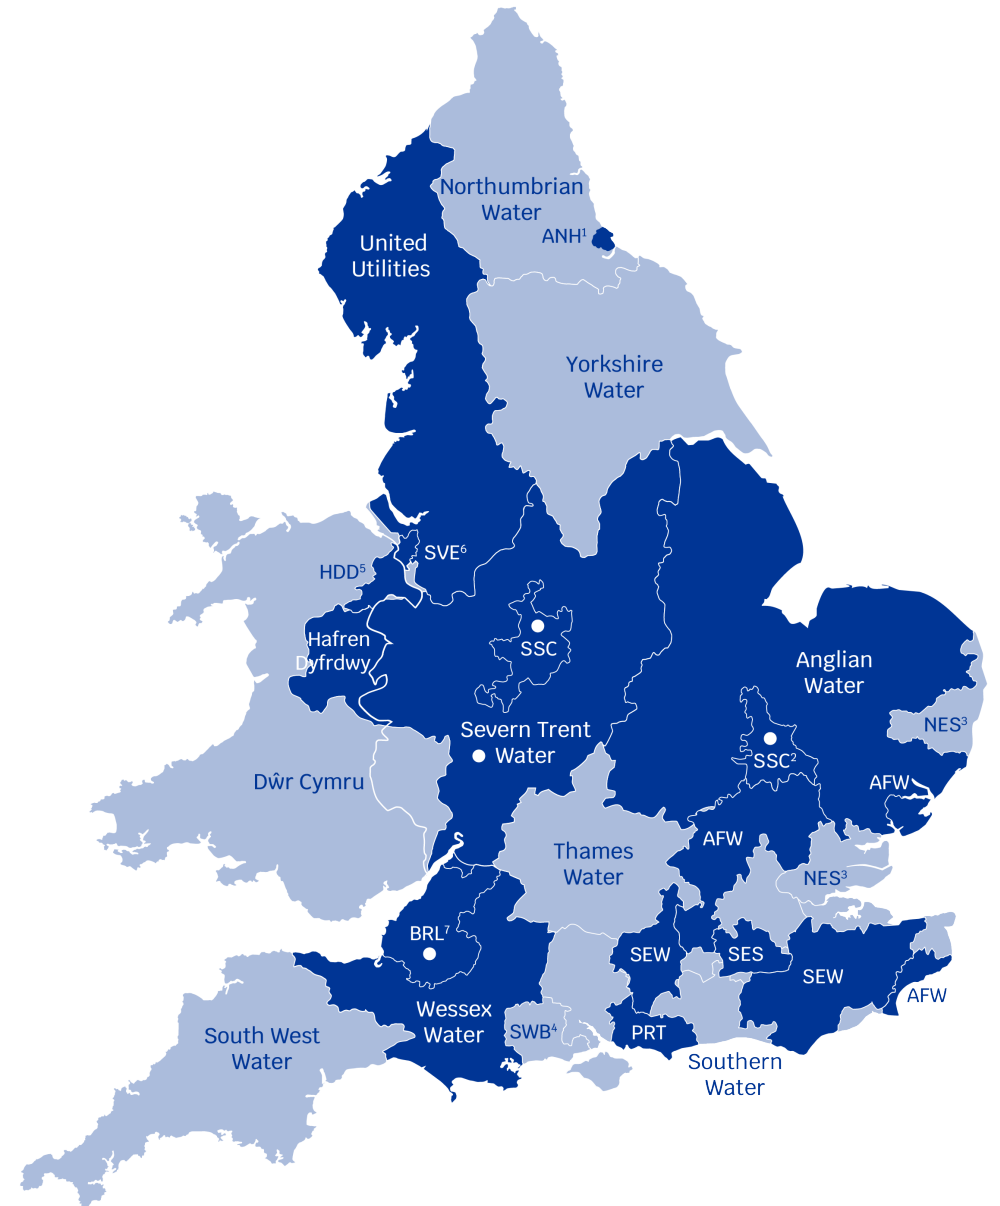 Northumbrian
Water
ANH¹
United
Utilities
Yorkshire
Water
SVE⁶
HDD⁵
Hafren
Dyfrdwy
SSC
Anglian
Water
NES³
Severn Trent
Water
SSC²
Dŵr Cymru
AFW
AFW
Thames
Water
NES³
BRL⁷
SEW
SES
SEW
AFW
Wessex
Water
SWB⁴
PRT
South West
Water
Southern
Water